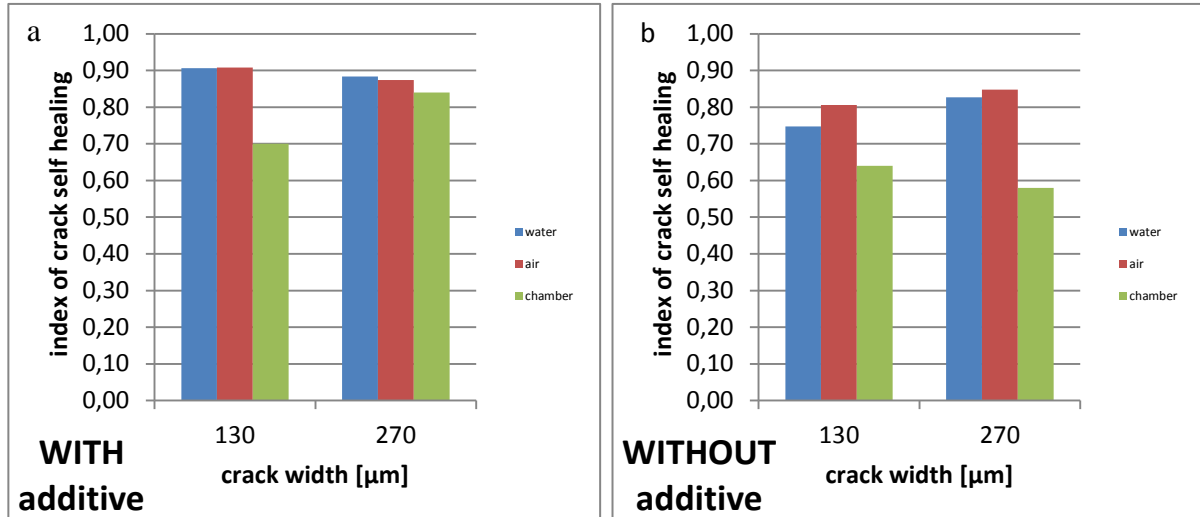 a
1,00
0,90
0,80
0,70
0,60
0,50
0,40
0,30
0,20
0,10
0,00
index of crack self healing
130
270
crack width [µm]
water
air
chamber
WITH
additive
b
1,00
0,90
0,80
0,70
0,60
0,50
0,40
0,30
0,20
0,10
0,00
index of crack self healing
130
270
crack width [µm]
water
air
chamber
WITHOUT
additive